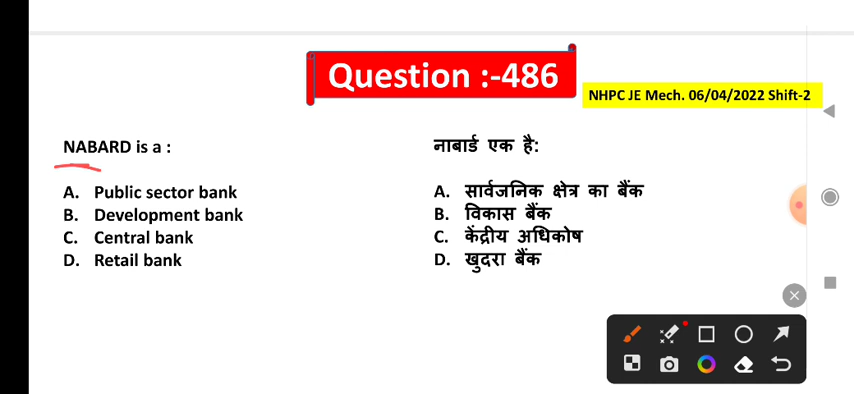 Question :-486
NHPC JE Mech. 06/04/2022 Shift-2
NABARD is a :
A. Public sector bank
B. Development bank
C. Central bank
D. Retail bank
नाबार्ड एक है:
A. सार्वजनिक क्षेत्र का बैंक
B. विकास बैंक
C. केंद्रीय अधिकोष
D. खुदरा बैंक